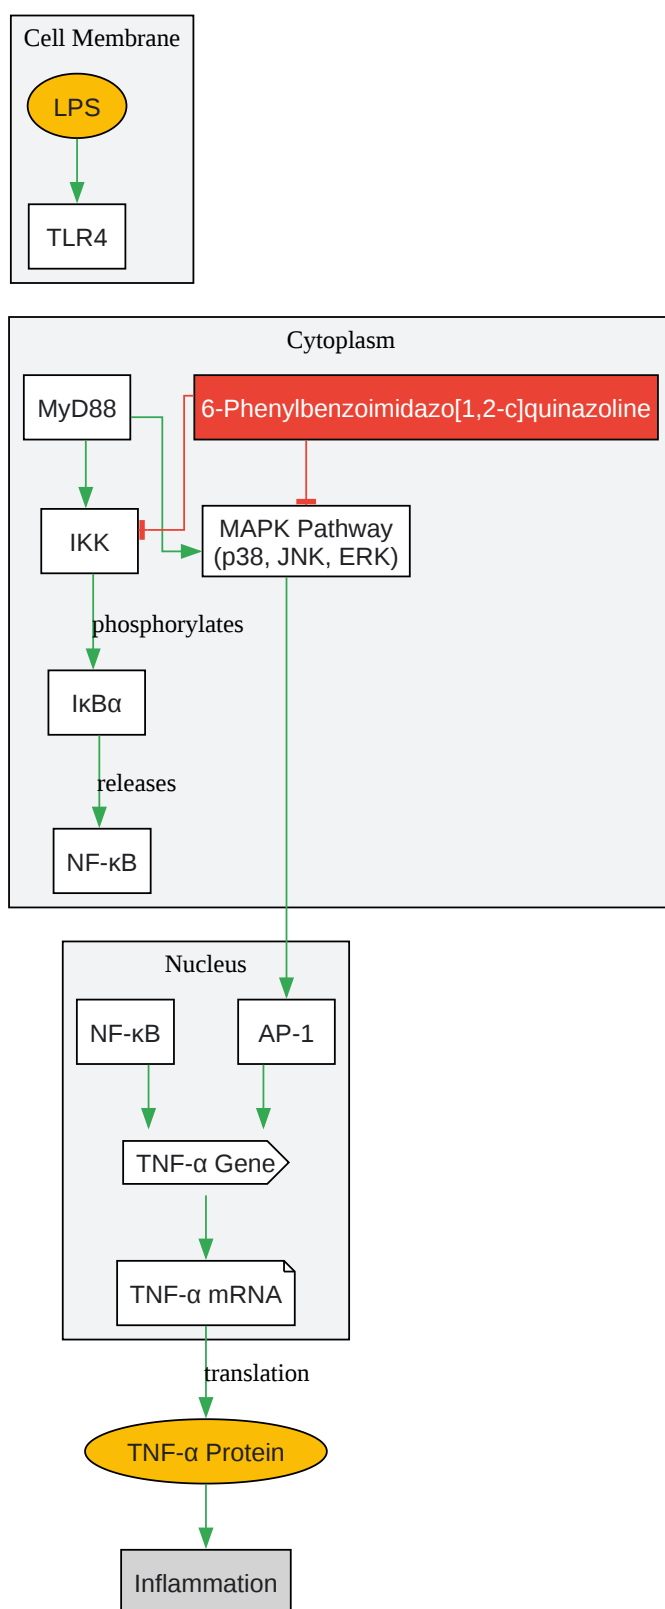 Cell Membrane
LPS
TLR4
Cytoplasm
MyD88
6-Phenylbenzoimidazo[1,2-c]quinazoline
IKK
MAPK Pathway
(p38, JNK, ERK)
phosphorylates
IκBα
releases
NF-κB
Nucleus
NF-κB
AP-1
TNF-α Gene
TNF-α mRNA
translation
TNF-α Protein
Inflammation